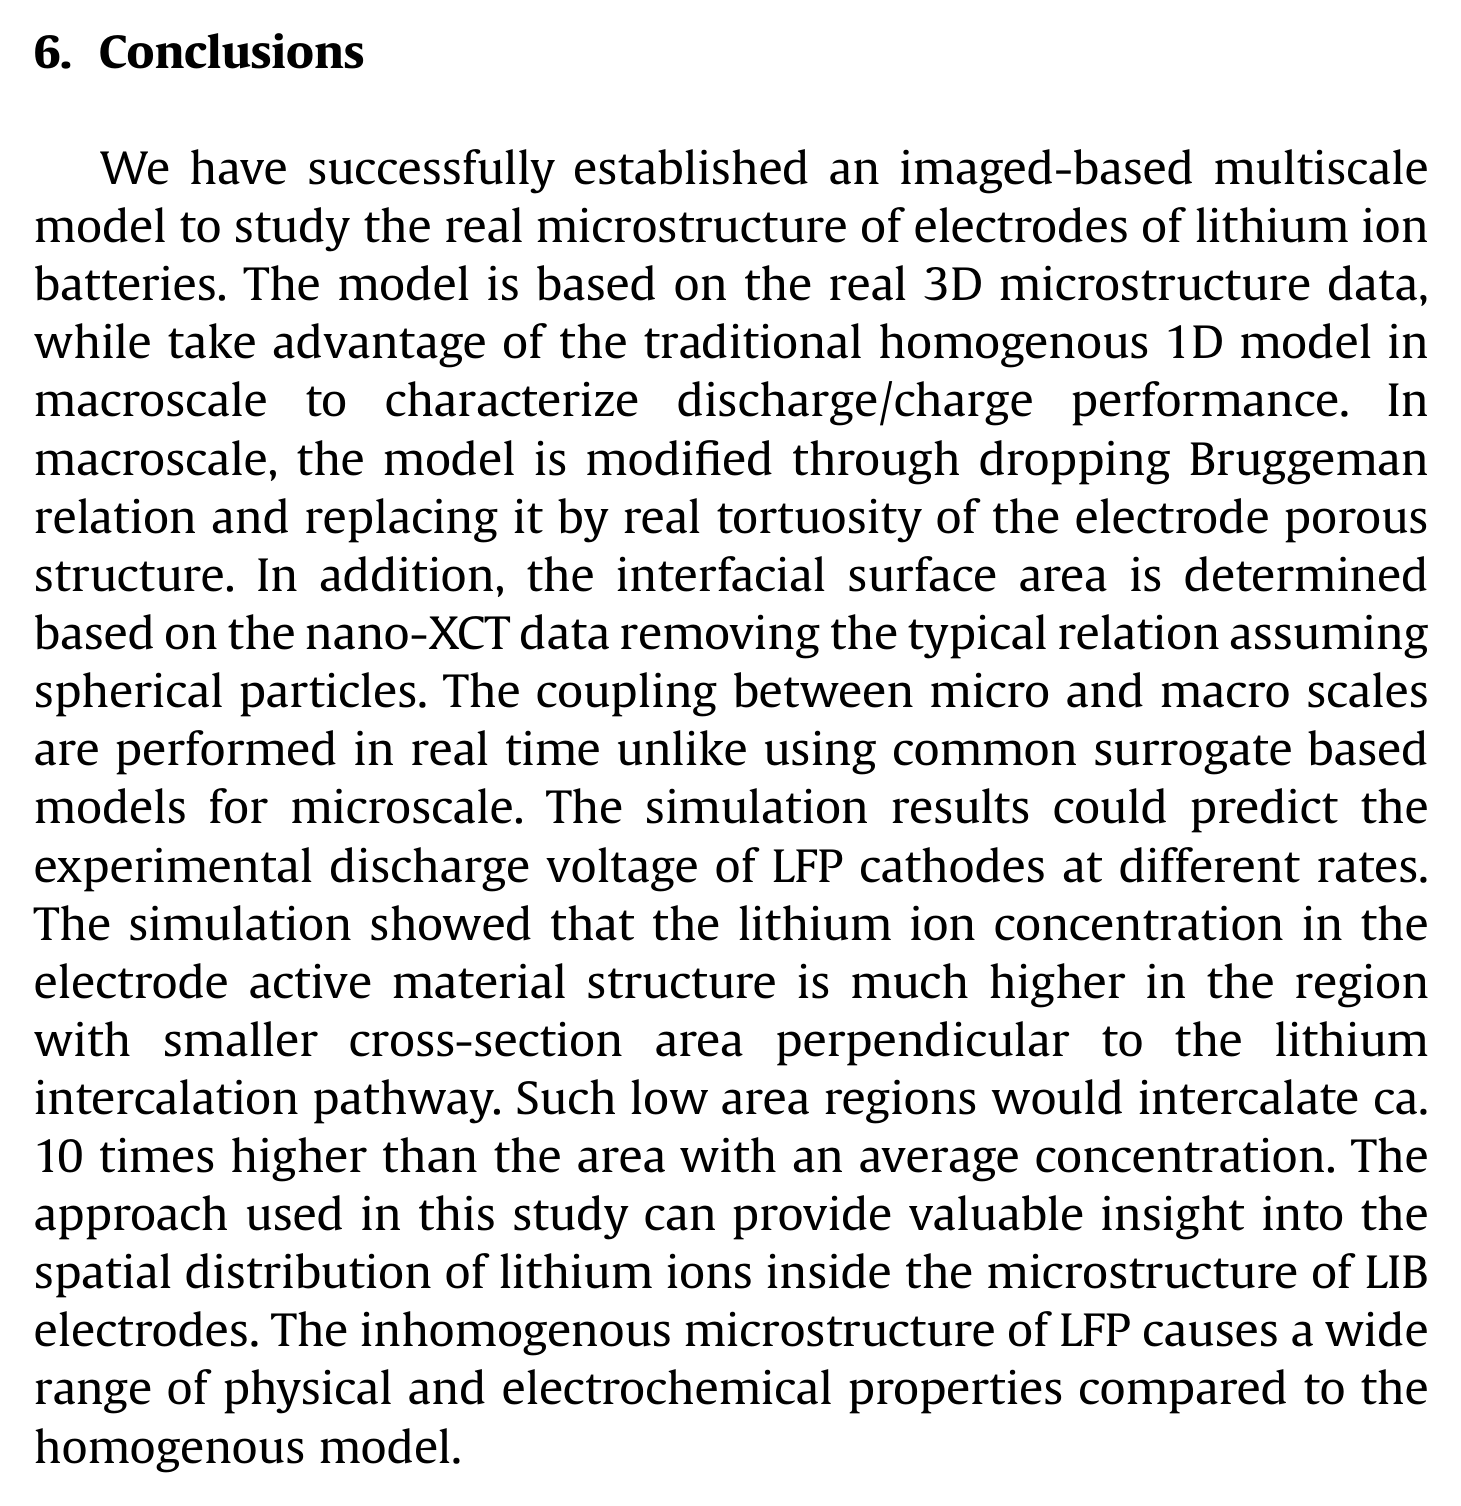 6. Conclusions
We have successfully established an imaged-based multiscale
model to study the real microstructure of electrodes of lithium ion
batteries. The model is based on the real 3D microstructure data,
while take advantage of the traditional homogenous 1D model in
macroscale to characterize discharge/charge performance. In
macroscale, the model is modified through dropping Bruggeman
relation and replacing it by real tortuosity of the electrode porous
structure. In addition, the interfacial surface area is determined
based on the nano-XCT data removing the typical relation assuming
spherical particles. The coupling between micro and macro scales
are performed in real time unlike using common surrogate based
models for microscale. The simulation results could predict the
experimental discharge voltage of LFP cathodes at different rates.
The simulation showed that the lithium ion concentration in the
electrode active material structure is much higher in the region
with smaller cross-section area perpendicular to the lithium
intercalation pathway. Such low area regions would intercalate ca.
10 times higher than the area with an average concentration. The
approach used in this study can provide valuable insight into the
spatial distribution of lithium ions inside the microstructure of LIB
electrodes. The inhomogenous microstructure of LFP causes a wide
range of physical and electrochemical properties compared to the
homogenous model.